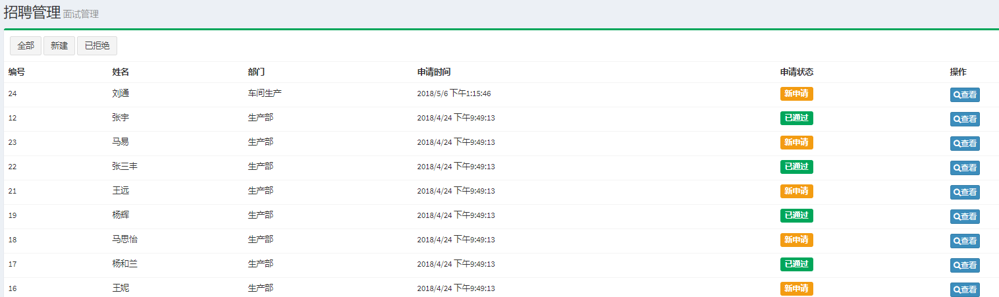 招聘管理 面试管理
全部 新建 已拒绝
编号 姓名 部门 申请时间 申请状态 操作
24 刘通 车间生产 2018/5/6 下午1:15:46 新申请 查看
12 张宇 生产部 2018/4/24 下午9:49:13 已通过 查看
23 马易 生产部 2018/4/24 下午9:49:13 新申请 查看
22 张三丰 生产部 2018/4/24 下午9:49:13 已通过 查看
21 王远 生产部 2018/4/24 下午9:49:13 新申请 查看
19 杨辉 生产部 2018/4/24 下午9:49:13 已通过 查看
18 马思怡 生产部 2018/4/24 下午9:49:13 新申请 查看
17 杨和兰 生产部 2018/4/24 下午9:49:13 已通过 查看
16 王妮 生产部 2018/4/24 下午9:49:13 新申请 查看